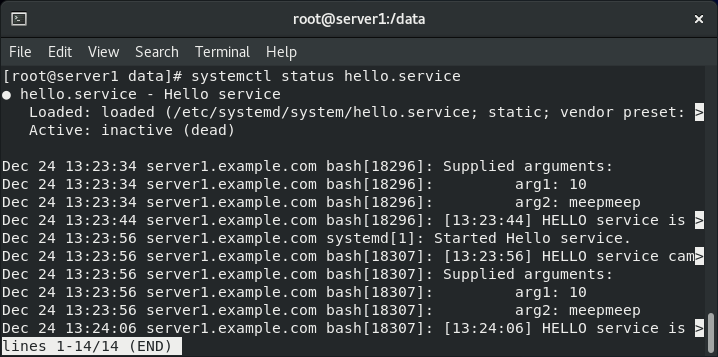 root@server1:/data
File Edit View Search Terminal Help
[root@server1 data]# systemctl status hello.service
● hello.service - Hello service
   Loaded: loaded (/etc/systemd/system/hello.service; static; vendor preset: >
   Active: inactive (dead)
Dec 24 13:23:34 server1.example.com bash[18296]: Supplied arguments:
Dec 24 13:23:34 server1.example.com bash[18296]:         arg1: 10
Dec 24 13:23:34 server1.example.com bash[18296]:         arg2: meepmeep
Dec 24 13:23:44 server1.example.com bash[18296]: [13:23:44] HELLO service is >
Dec 24 13:23:56 server1.example.com systemd[1]: Started Hello service.
Dec 24 13:23:56 server1.example.com bash[18307]: [13:23:56] HELLO service cam>
Dec 24 13:23:56 server1.example.com bash[18307]: Supplied arguments:
Dec 24 13:23:56 server1.example.com bash[18307]:         arg1: 10
Dec 24 13:23:56 server1.example.com bash[18307]:         arg2: meepmeep
Dec 24 13:24:06 server1.example.com bash[18307]: [13:24:06] HELLO service is >
lines 1-14/14 (END)